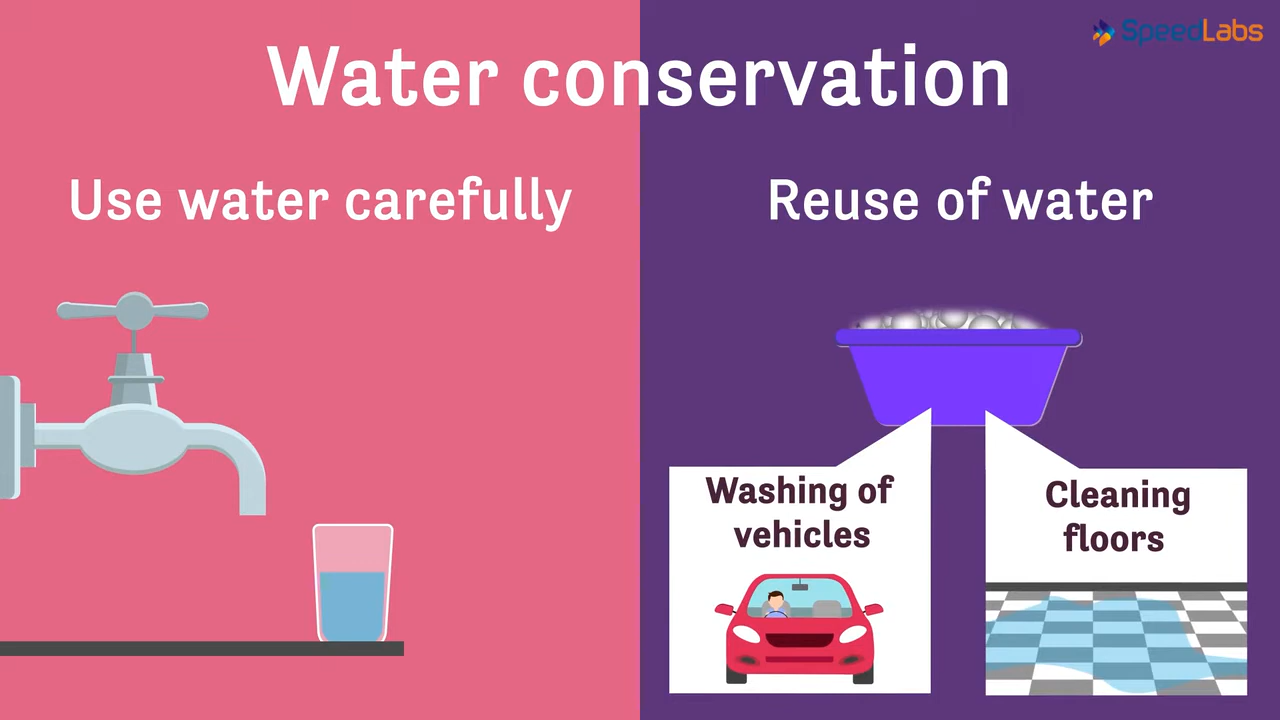 SpeedLabs
Water conservation
Use water carefully
Reuse of water
Washing of
vehicles
Cleaning
floors